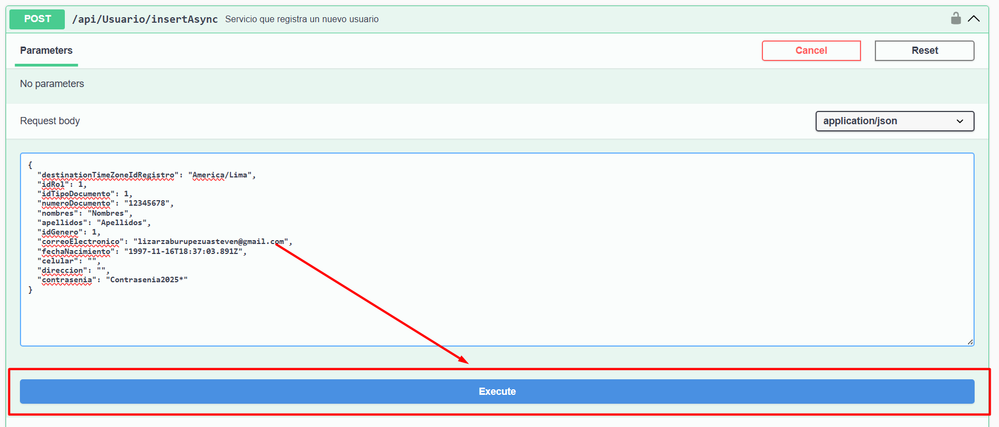 POST /api/Usuario/insertAsync Servicio que registra un nuevo usuario
Parameters
Cancel
Reset
No parameters
Request body
application/json
{
  "destinationTimeZoneIdRegistro": "America/Lima",
  "idRol": 1,
  "idTipoDocumento": 1,
  "numeroDocumento": "12345678",
  "nombres": "Nombres",
  "apellidos": "Apellidos",
  "idGenero": 1,
  "correoElectronico": "lizarzaburupezuasteven@gmail.com",
  "fechaNacimiento": "1997-11-16T18:37:03.891Z",
  "celular": "",
  "direccion": "",
  "contrasenia": "Contrasenia2025*"
}
Execute